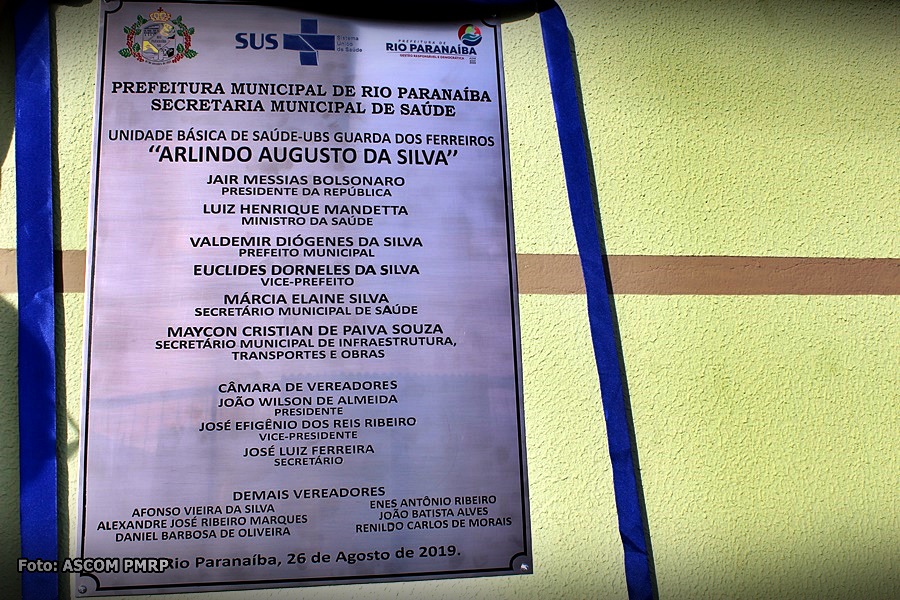 SUS
Sistema
Único
de Saúde
PREFEITURA DE
RIO PARANAÍBA
GESTÃO RESPONSÁVEL E DEMOCRÁTICA
PREFEITURA MUNICIPAL DE RIO PARANAÍBA
SECRETARIA MUNICIPAL DE SAÚDE
UNIDADE BÁSICA DE SAÚDE-UBS GUARDA DOS FERREIROS
“ARLINDO AUGUSTO DA SILVA”
JAIR MESSIAS BOLSONARO
PRESIDENTE DA REPÚBLICA
LUIZ HENRIQUE MANDETTA
MINISTRO DA SAÚDE
VALDEMIR DIÓGENES DA SILVA
PREFEITO MUNICIPAL
EUCLIDES DORNELES DA SILVA
VICE-PREFEITO
MÁRCIA ELAINE SILVA
SECRETÁRIO MUNICIPAL DE SAÚDE
MAYCON CRISTIAN DE PAIVA SOUZA
SECRETÁRIO MUNICIPAL DE INFRAESTRUTURA,
TRANSPORTES E OBRAS
CÂMARA DE VEREADORES
JOÃO WILSON DE ALMEIDA
PRESIDENTE
JOSÉ EFIGÊNIO DOS REIS RIBEIRO
VICE-PRESIDENTE
JOSÉ LUIZ FERREIRA
SECRETÁRIO
DEMAIS VEREADORES
AFONSO VIEIRA DA SILVA
ALEXANDRE JOSÉ RIBEIRO MARQUES
DANIEL BARBOSA DE OLIVEIRA
ENES ANTÔNIO RIBEIRO
JOÃO BATISTA ALVES
RENILDO CARLOS DE MORAIS
Rio Paranaíba, 26 de Agosto de 2019.
Foto: ASCOM PMRP